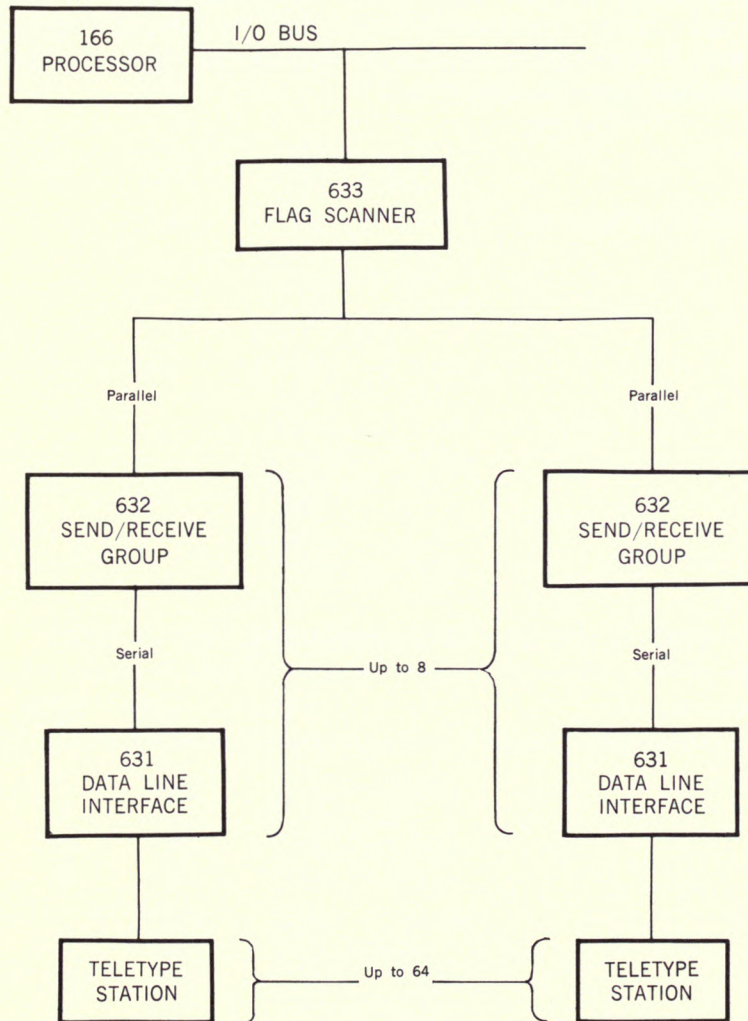 166
PROCESSOR
I/O BUS
633
FLAG SCANNER
Parallel
Parallel
632
SEND/RECEIVE
GROUP
632
SEND/RECEIVE
GROUP
Serial
Up to 8
Serial
631
DATA LINE
INTERFACE
631
DATA LINE
INTERFACE
TELETYPE
STATION
Up to 64
TELETYPE
STATION